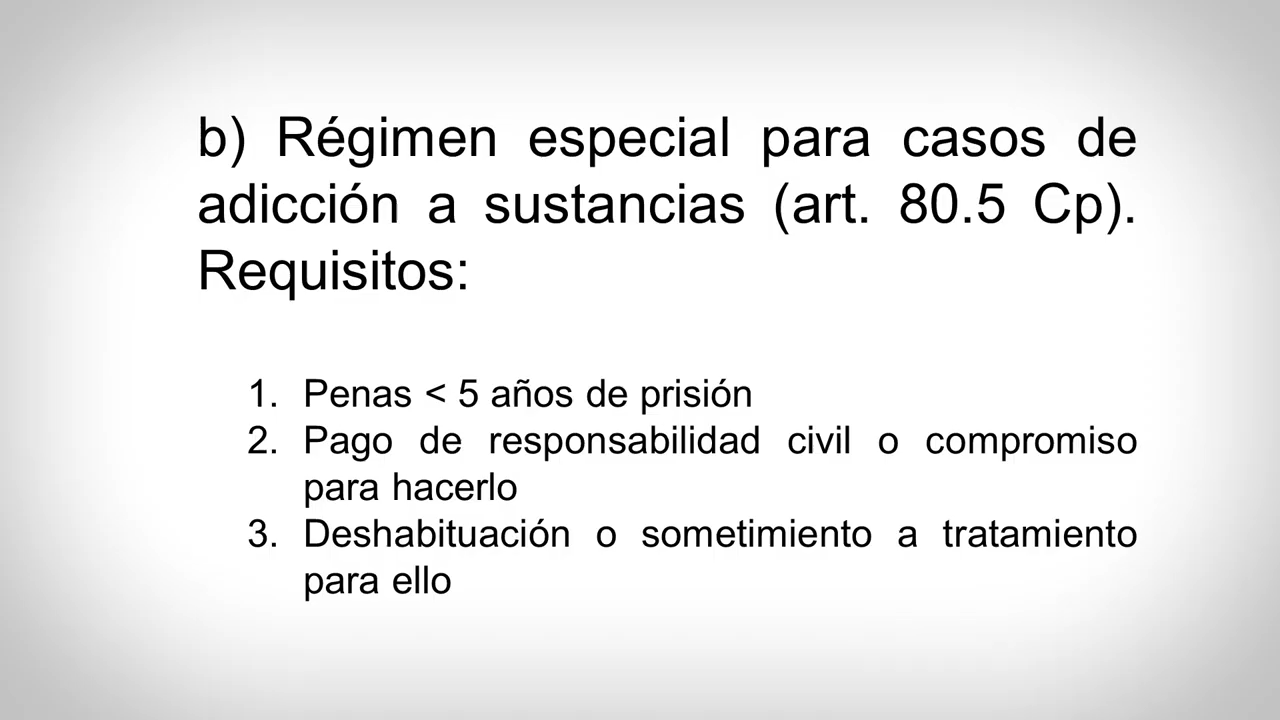 b) Régimen especial para casos de
adicción a sustancias (art. 80.5 Cp).
Requisitos:
1. Penas < 5 años de prisión
2. Pago de responsabilidad civil o compromiso
para hacerlo
3. Deshabituación o sometimiento a tratamiento
para ello